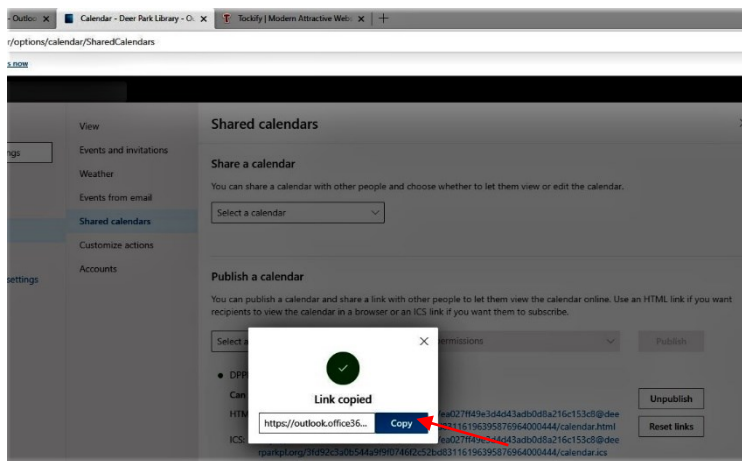 - Outloo
Calendar - Deer Park Library - O
Tockify | Modern Attractive Web
r/options/calendar/SharedCalendars
s now
View
ngs
Events and invitations
Weather
Events from email
Shared calendars
Customize actions
Accounts
settings
Shared calendars
Share a calendar
You can share a calendar with other people and choose whether to let them view or edit the calendar.
Select a calendar
Publish a calendar
You can publish a calendar and share a link with other people to let them view the calendar online. Use an HTML link if you want
recipients to view the calendar in a browser or an ICS link if you want them to subscribe.
Select a
ermissions
Publish
DPP
Can
Unpublish
HTM
/ea027ff49e3d4d43adb0d8a216c153c8@dee
831161963958769640004​44/calendar.html
Reset links
ICS:
/ea027ff49e3d4d43adb0d8a216c153c8@dee
rparkpl.org/3fd92c3a0b544a9f9f0746f2c52bd83116196395876964000444/calendar.ics
Link copied
https://outlook.office36...
Copy